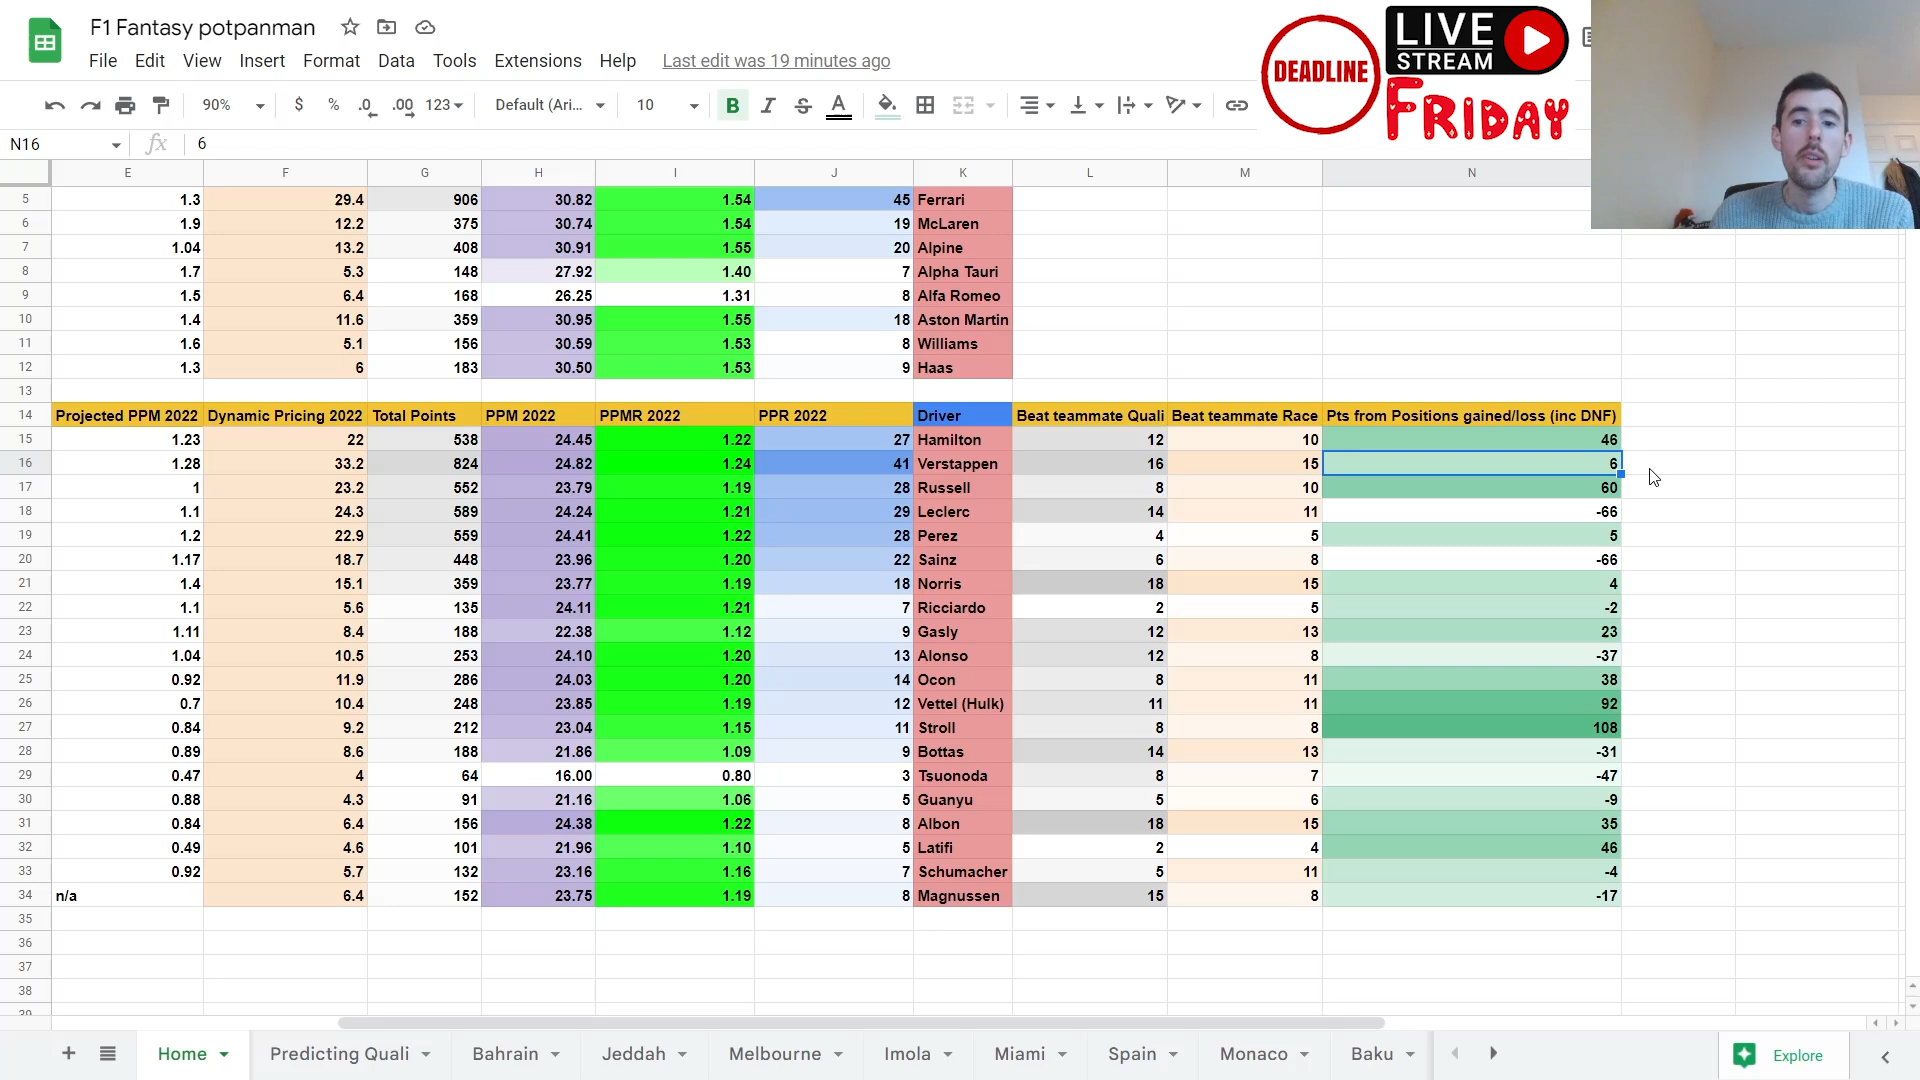 F1 Fantasy potpanman
File Edit View Insert Format Data Tools Extensions Help Last edit was 19 minutes ago
DEADLINE
LIVE
STREAM
FRIDAY
90% $ % .0 .00 123 Default (Ari... 10 B I S A
N16 fx 6
E F G H I J K L M N
5 1.3 29.4 906 30.82 1.54 45 Ferrari
6 1.9 12.2 375 30.74 1.54 19 McLaren
7 1.04 13.2 408 30.91 1.55 20 Alpine
8 1.7 5.3 148 27.92 1.40 7 Alpha Tauri
9 1.5 6.4 168 26.25 1.31 8 Alfa Romeo
10 1.4 11.6 359 30.95 1.55 18 Aston Martin
11 1.6 5.1 156 30.59 1.53 8 Williams
12 1.3 6 183 30.50 1.53 9 Haas
13
14 Projected PPM 2022 Dynamic Pricing 2022 Total Points PPM 2022 PPMR 2022 PPR 2022 Driver Beat teammate Quali Beat teammate Race Pts from Positions gained/loss (inc DNF)
15 1.23 22 538 24.45 1.22 27 Hamilton 12 10 46
16 1.28 33.2 824 24.82 1.24 41 Verstappen 16 15 6
17 1 23.2 552 23.79 1.19 28 Russell 8 10 60
18 1.1 24.3 589 24.24 1.21 29 Leclerc 14 11 -66
19 1.2 22.9 559 24.41 1.22 28 Perez 4 5 5
20 1.17 18.7 448 23.96 1.20 22 Sainz 6 8 -66
21 1.4 15.1 359 23.77 1.19 18 Norris 18 15 4
22 1.1 5.6 135 24.11 1.21 7 Ricciardo 2 5 -2
23 1.11 8.4 188 22.38 1.12 9 Gasly 12 13 23
24 1.04 10.5 253 24.10 1.20 13 Alonso 12 8 -37
25 0.92 11.9 286 24.03 1.20 14 Ocon 8 11 38
26 0.7 10.4 248 23.85 1.19 12 Vettel (Hulk) 11 11 92
27 0.84 9.2 212 23.04 1.15 11 Stroll 8 8 108
28 0.89 8.6 188 21.86 1.09 9 Bottas 14 13 -31
29 0.47 4 64 16.00 0.80 3 Tsuonoda 8 7 -47
30 0.88 4.3 91 21.16 1.06 5 Guanyu 5 6 -9
31 0.84 6.4 156 24.38 1.22 8 Albon 18 15 35
32 0.49 4.6 101 21.96 1.10 5 Latifi 2 4 46
33 0.92 5.7 132 23.16 1.16 7 Schumacher 5 11 -4
34 n/a 6.4 152 23.75 1.19 8 Magnussen 15 8 -17
35
36
37
38
39
Home Predicting Quali Bahrain Jeddah Melbourne Imola Miami Spain Monaco Baku Explore